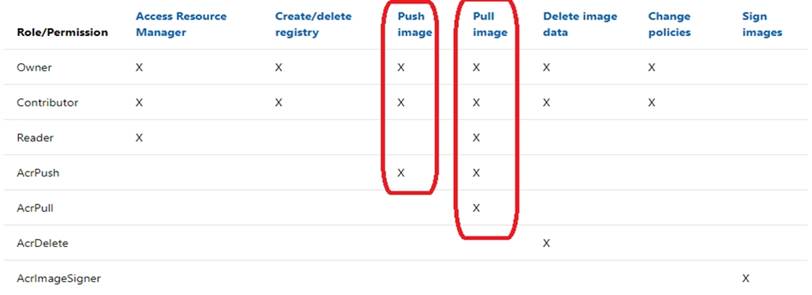 Role/Permission Access Resource Manager Create/delete registry Push image Pull image Delete image data Change policies Sign images
Owner X X X X X X
Contributor X X X X X X
Reader X X
AcrPush X X
AcrPull X
AcrDelete X
AcrImageSigner X